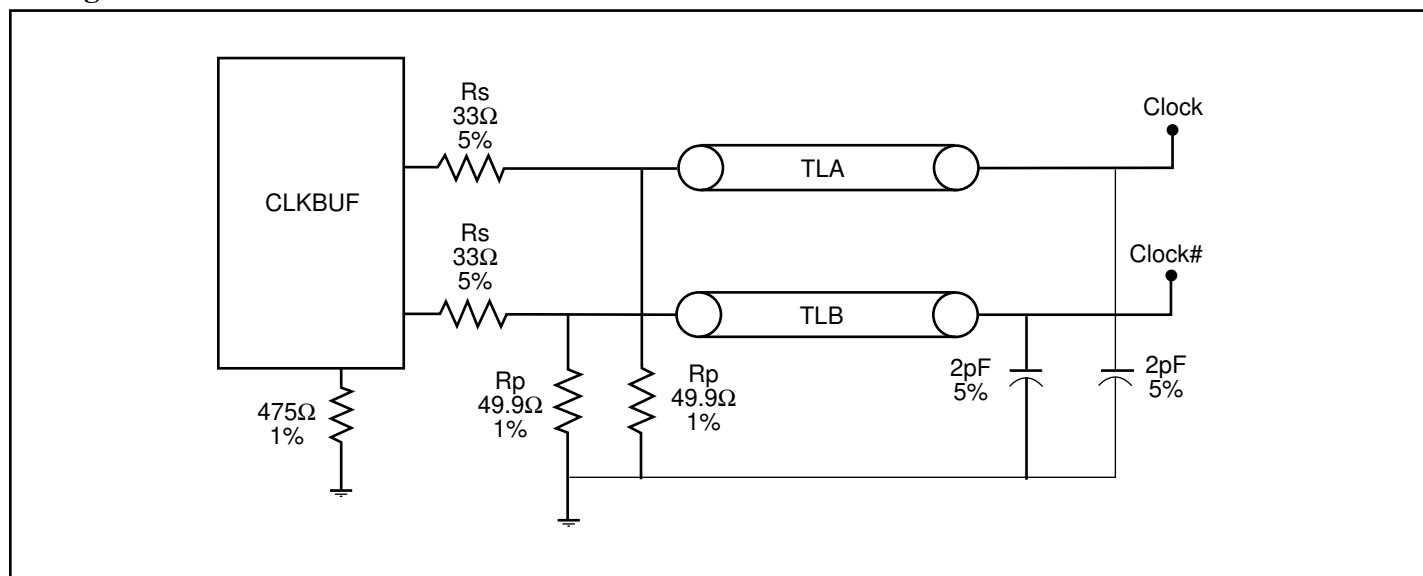 Rs
33Ω
5%
Clock
TLA
CLKBUF
Rs
33Ω
5%
Clock#
TLB
Rp
49.9Ω
1%
Rp
49.9Ω
1%
2pF
5%
2pF
5%
475Ω
1%